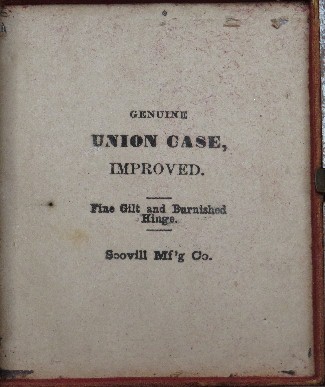 GENUINE
UNION CASE,
IMPROVED.
Fine Gilt and Burnished
Hinge.
Scovill Mf'g Co.